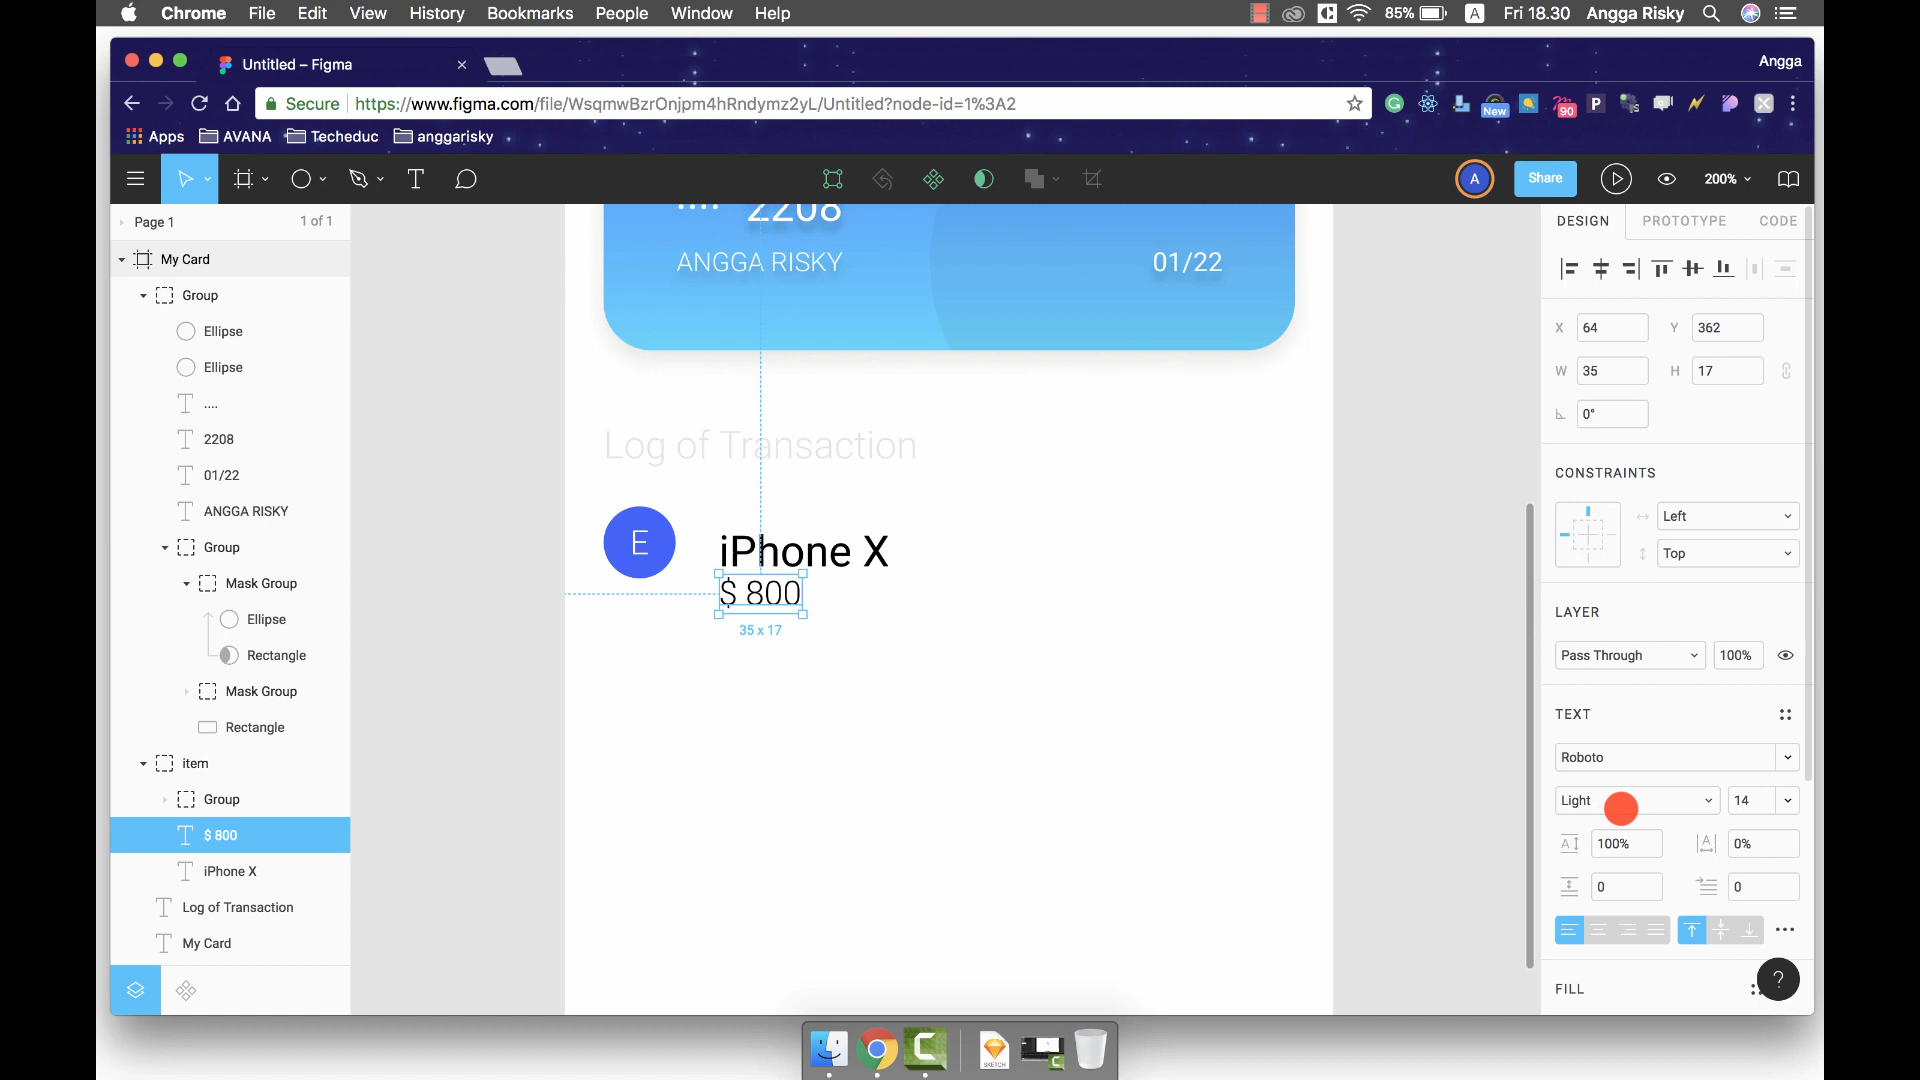 Chrome File Edit View History Bookmarks People Window Help
85% A Fri 18.30 Angga Risky
Untitled – Figma
Angga
Secure https://www.figma.com/file/WsqmwBzrOnjpm4hRndymz2yL/Untitled?node-id=1%3A2
New 90 P
Apps AVANA Techeduc anggarisky
A Share 200%
Page 1 1 of 1
My Card
Group
Ellipse
Ellipse
....
2208
01/22
ANGGA RISKY
Group
Mask Group
Ellipse
Rectangle
Mask Group
Rectangle
item
Group
$ 800
iPhone X
Log of Transaction
My Card
.... 2208
ANGGA RISKY 01/22
Log of Transaction
E
iPhone X
$ 800
35 x 17
DESIGN PROTOTYPE CODE
X 64 Y 362
W 35 H 17
0°
CONSTRAINTS
Left
Top
LAYER
Pass Through 100%
TEXT
Roboto
Light 14
100% 0%
0 0
FILL
?
SKETCH